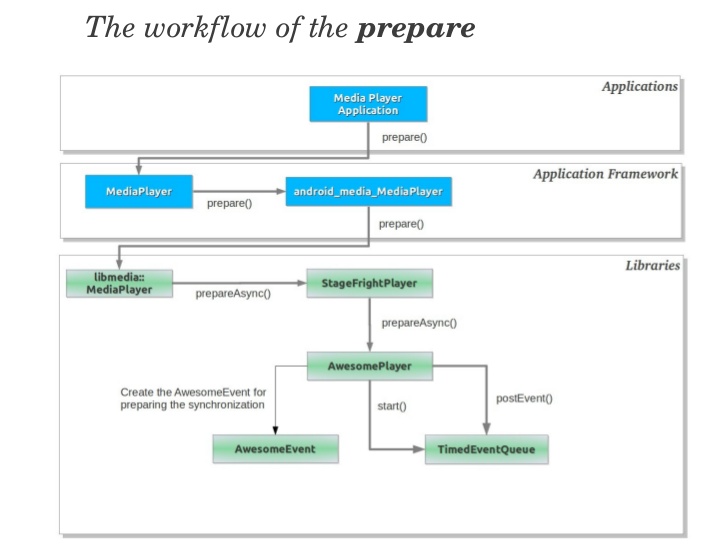 The workflow of the prepare
Applications
Media Player
Application
prepare()
Application Framework
MediaPlayer
prepare()
android_media_MediaPlayer
prepare()
Libraries
libmedia::
MediaPlayer
prepareAsync()
StageFrightPlayer
prepareAsync()
AwesomePlayer
Create the AwesomeEvent for
preparing the synchronization
start()
postEvent()
AwesomeEvent
TimedEventQueue